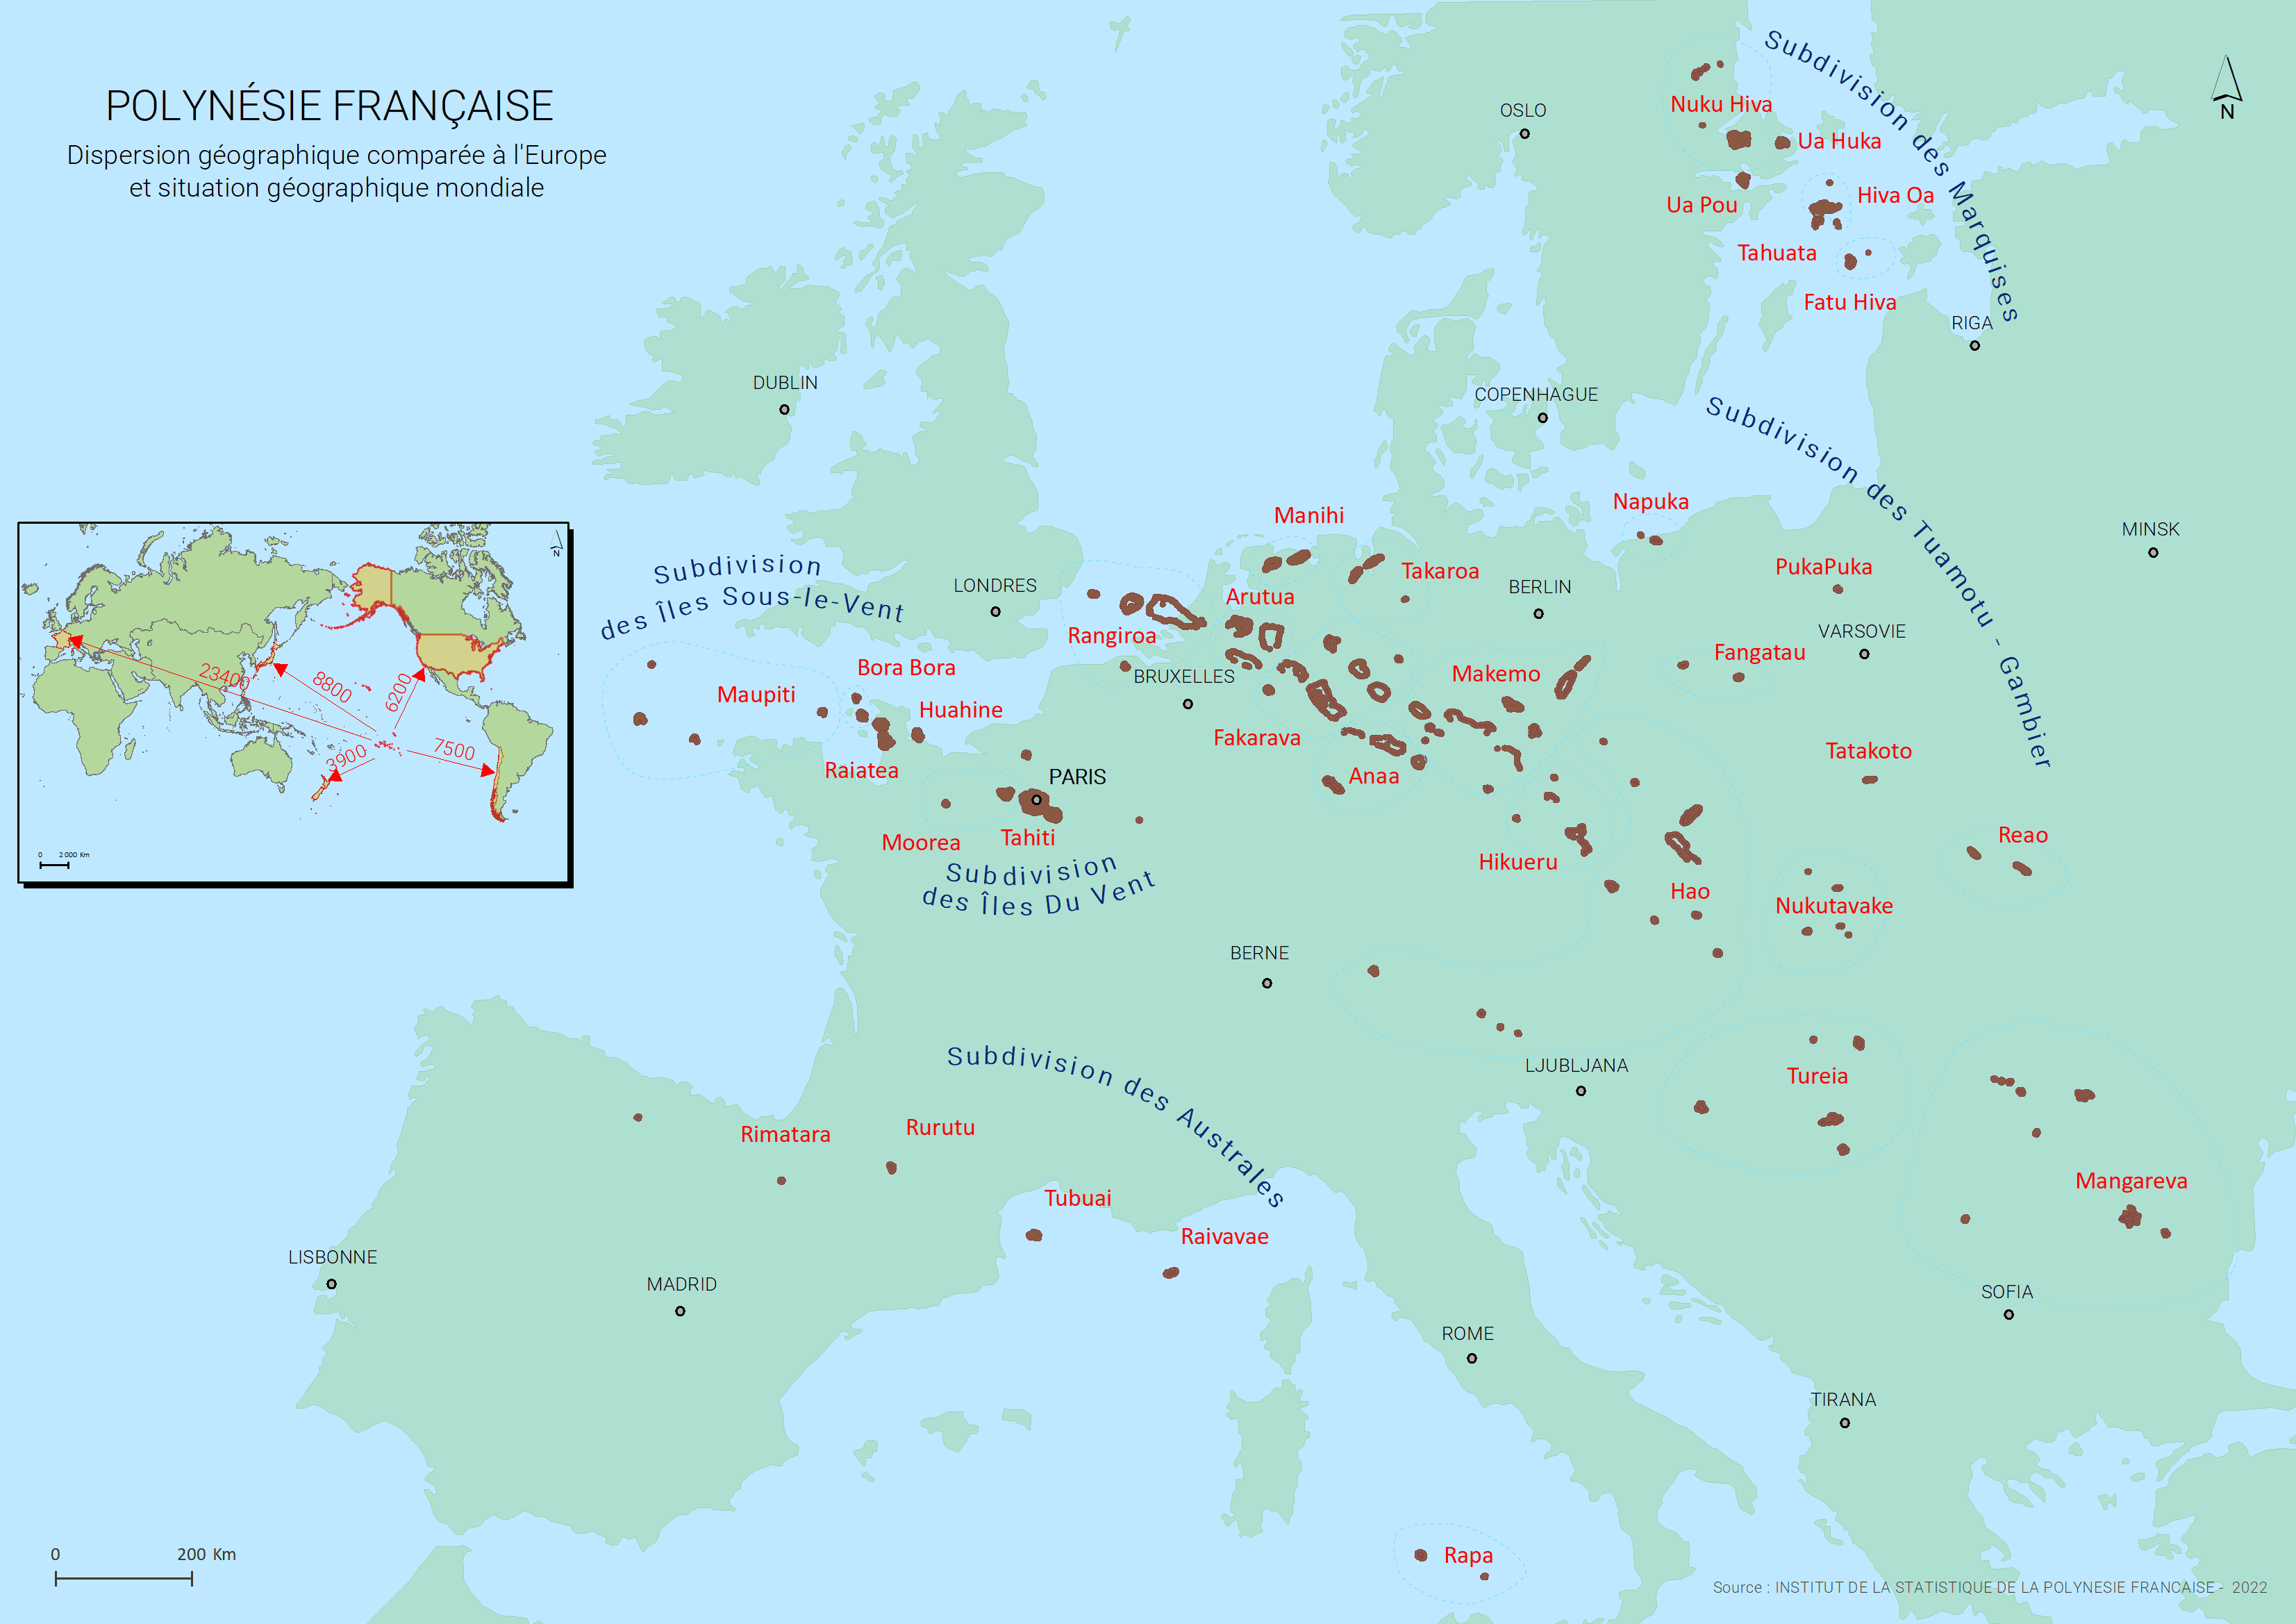 POLYNÉSIE FRANÇAISE
Dispersion géographique comparée à l'Europe
et situation géographique mondiale
N
Subdivision des Marquises
Nuku Hiva
Ua Huka
Ua Pou
Hiva Oa
Tahuata
Fatu Hiva
OSLO
RIGA
DUBLIN
COPENHAGUE
Subdivision des Tuamotu - Gambier
MINSK
Napuka
Manihi
Takaroa
PukaPuka
BERLIN
Arutua
VARSOVIE
Fangatau
Rangiroa
LONDRES
BRUXELLES
Makemo
Fakarava
Anaa
Tatakoto
Reao
Hikueru
Hao
Nukutavake
Subdivision
des Îles Sous-le-Vent
Maupiti
Bora Bora
Huahine
Raiatea
PARIS
Moorea
Tahiti
Subdivision
des Îles Du Vent
N
23400
8800
6200
3900
7500
0 2 000 Km
BERNE
LJUBLJANA
Tureia
Mangareva
Subdivision des Australes
Rimatara
Rurutu
Tubuai
Raivavae
LISBONNE
MADRID
SOFIA
ROME
TIRANA
Rapa
0 200 Km
Source : INSTITUT DE LA STATISTIQUE DE LA POLYNESIE FRANCAISE - 2022